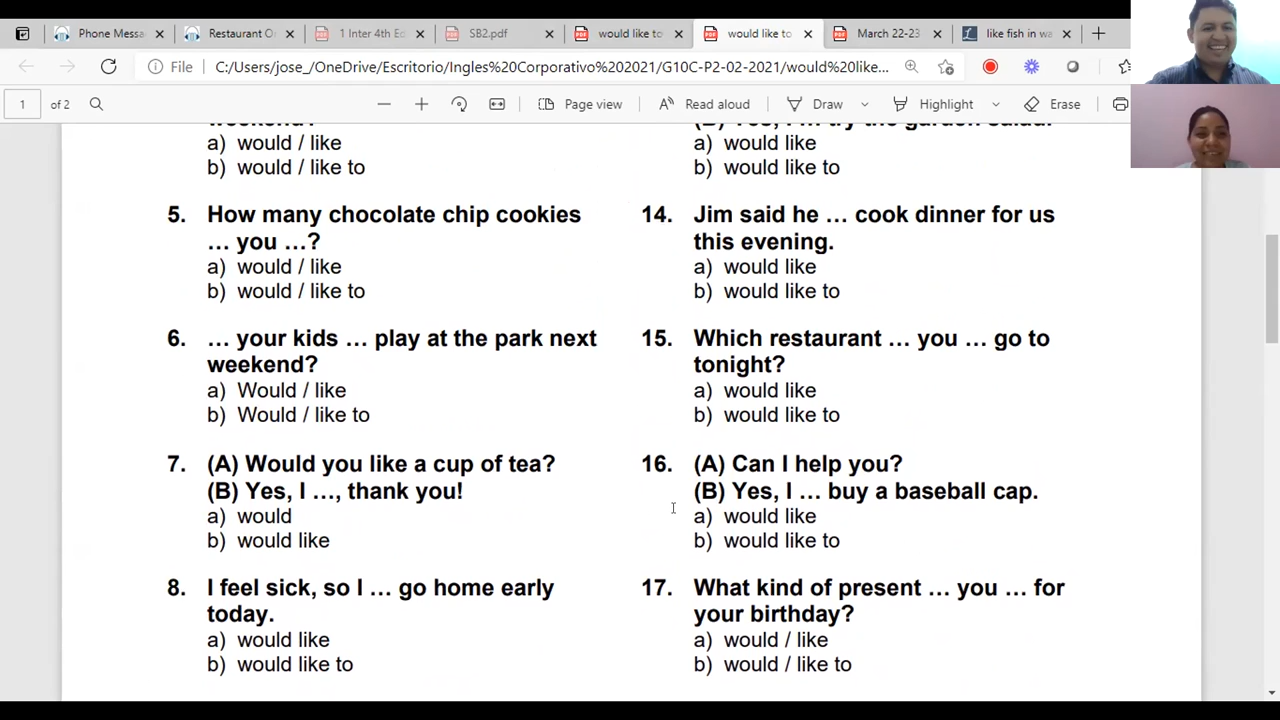 Phone Messa
Restaurant O
1 Inter 4th Ed
SB2.pdf
would like to
would like to
March 22-23
like fish in wa
File
C:/Users/jose_/OneDrive/Escritorio/Ingles%20Corporativo%202021/G10C-P2-02-2021/would%20like...
1
of 2
Page view
Read aloud
Draw
Highlight
Erase
weekend?
a) would / like
b) would / like to
5. How many chocolate chip cookies
… you …?
a) would / like
b) would / like to
6. … your kids … play at the park next
weekend?
a) Would / like
b) Would / like to
7. (A) Would you like a cup of tea?
(B) Yes, I …, thank you!
a) would
b) would like
8. I feel sick, so I … go home early
today.
a) would like
b) would like to
(B) Yes, I'll try the garden salad.
a) would like
b) would like to
14. Jim said he … cook dinner for us
this evening.
a) would like
b) would like to
15. Which restaurant … you … go to
tonight?
a) would like
b) would like to
16. (A) Can I help you?
(B) Yes, I … buy a baseball cap.
a) would like
b) would like to
17. What kind of present … you … for
your birthday?
a) would / like
b) would / like to